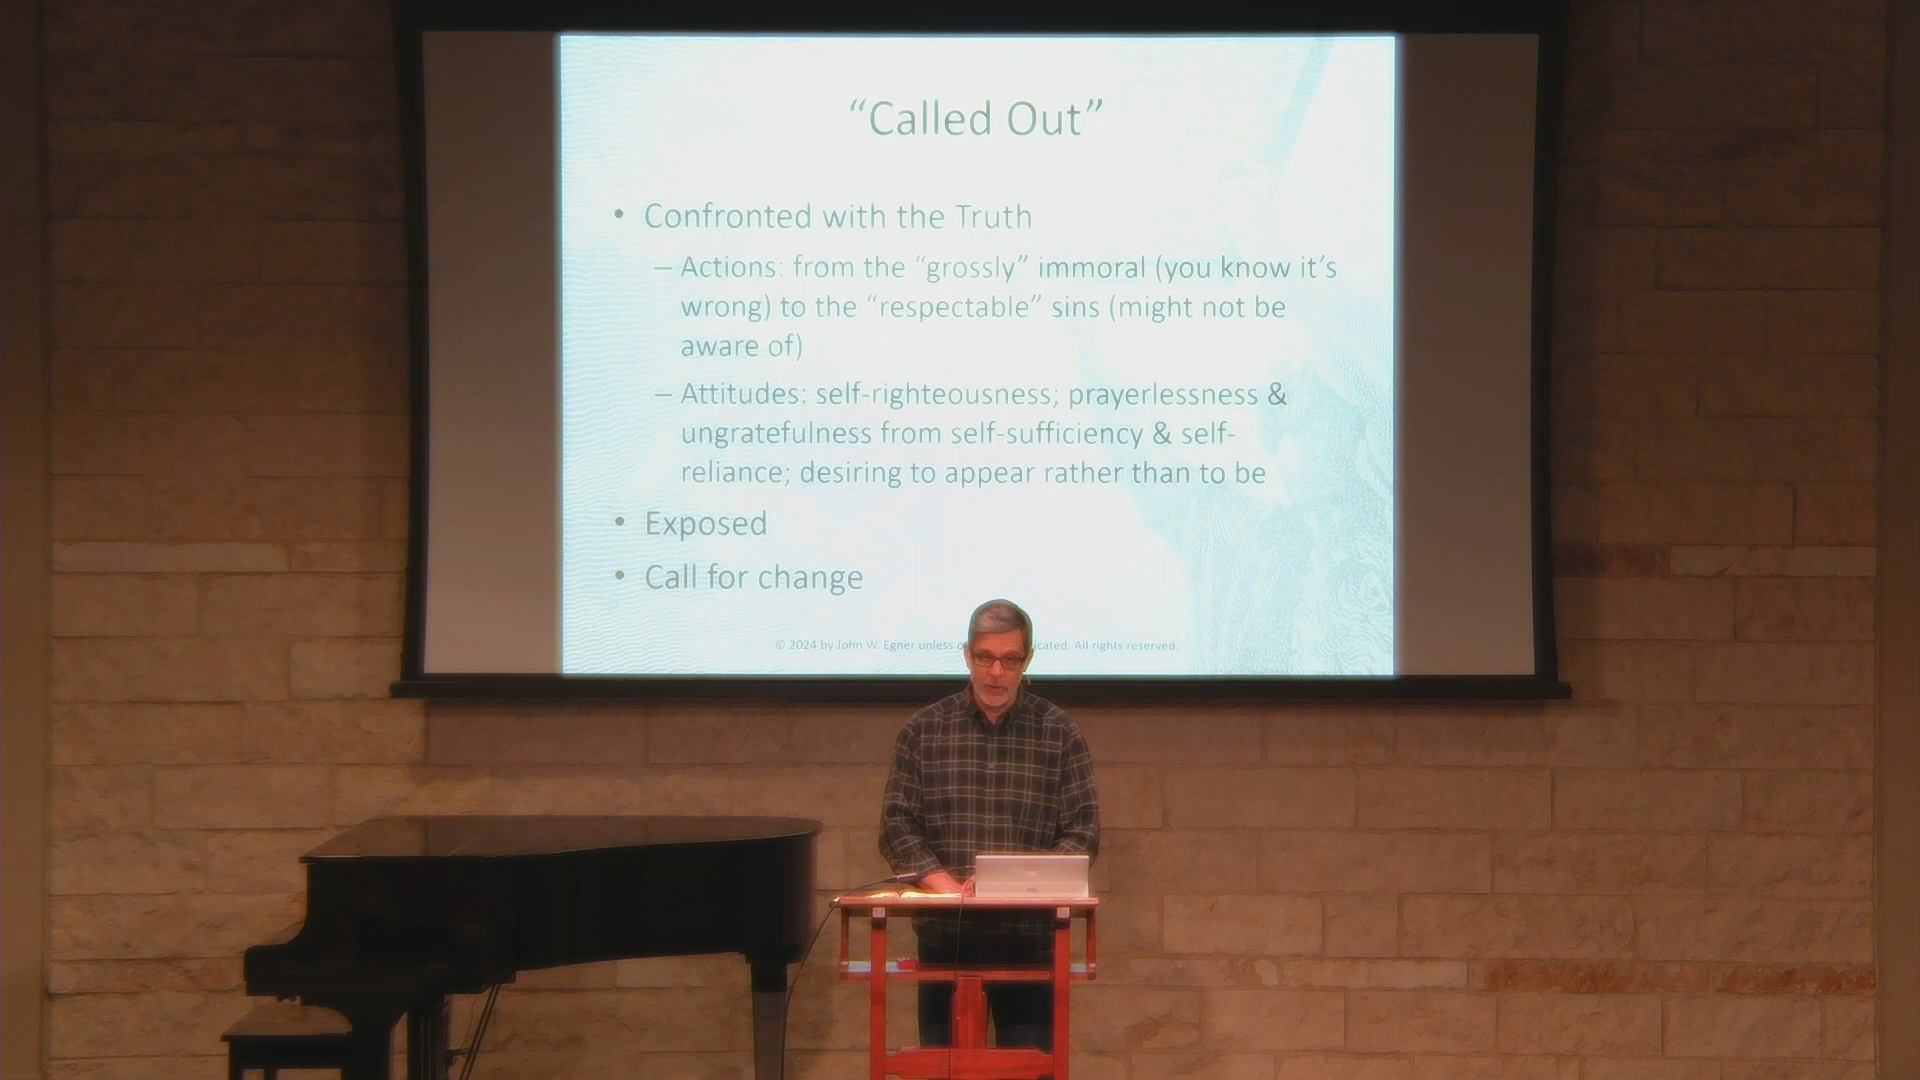 “Called Out”
• Confronted with the Truth
– Actions: from the “grossly” immoral (you know it’s
wrong) to the “respectable” sins (might not be
aware of)
– Attitudes: self-righteousness; prayerlessness &
ungratefulness from self-sufficiency & self-
reliance; desiring to appear rather than to be
• Exposed
• Call for change
© 2024 by John W. Egner unless icated. All rights reserved.